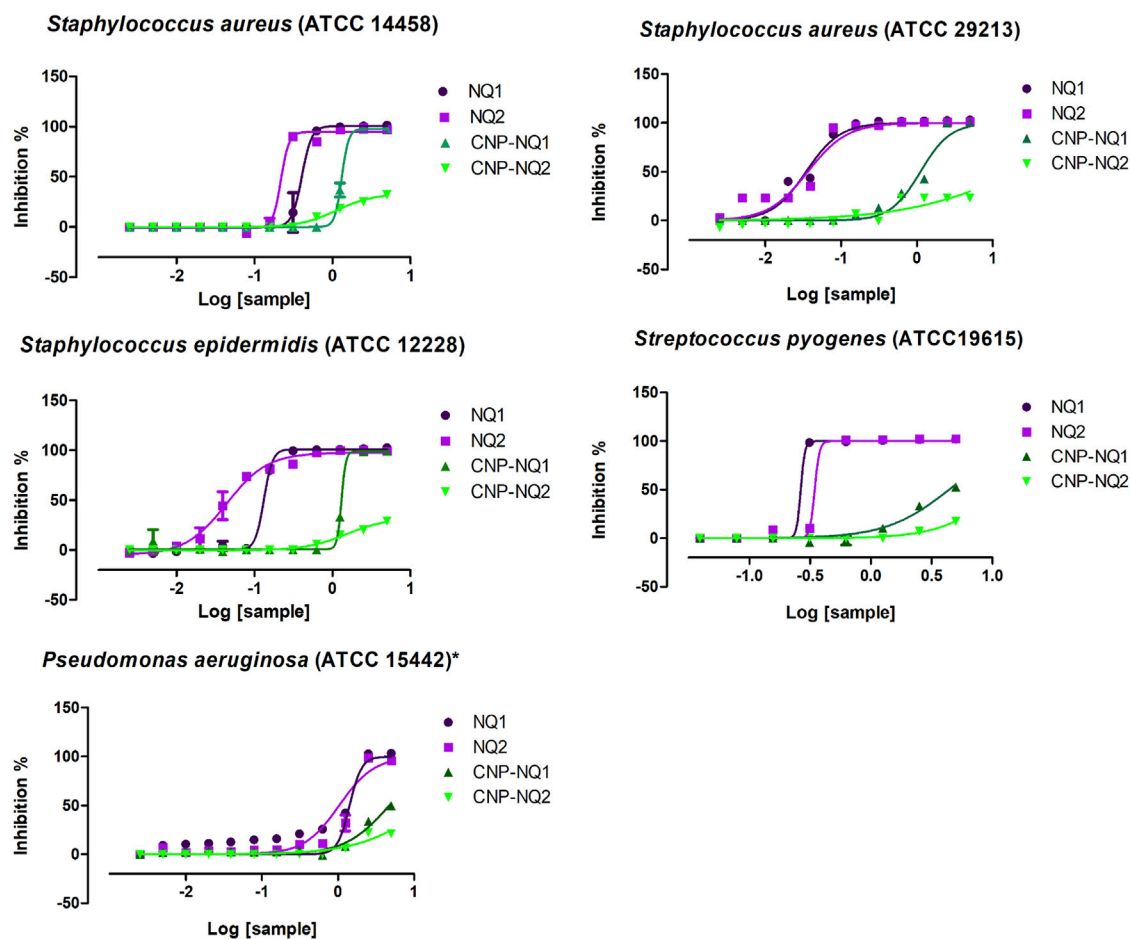 Staphylococcus aureus (ATCC 14458)
150
100
50
0
-50
Inhibition %
-2
-1
0
1
Log [sample]
NQ1
NQ2
CNP-NQ1
CNP-NQ2
Staphylococcus aureus (ATCC 29213)
150
100
50
0
-50
Inhibition %
-2
-1
0
1
Log [sample]
NQ1
NQ2
CNP-NQ1
CNP-NQ2
Staphylococcus epidermidis (ATCC 12228)
150
100
50
0
-50
Inhibition %
-2
-1
0
1
Log [sample]
NQ1
NQ2
CNP-NQ1
CNP-NQ2
Streptococcus pyogenes (ATCC19615)
150
100
50
0
-50
Inhibition %
-1.0
-0.5
0.0
0.5
1.0
Log [sample]
NQ1
NQ2
CNP-NQ1
CNP-NQ2
Pseudomonas aeruginosa (ATCC 15442)*
150
100
50
0
-50
Inhibition %
-2
-1
0
1
Log [sample]
NQ1
NQ2
CNP-NQ1
CNP-NQ2